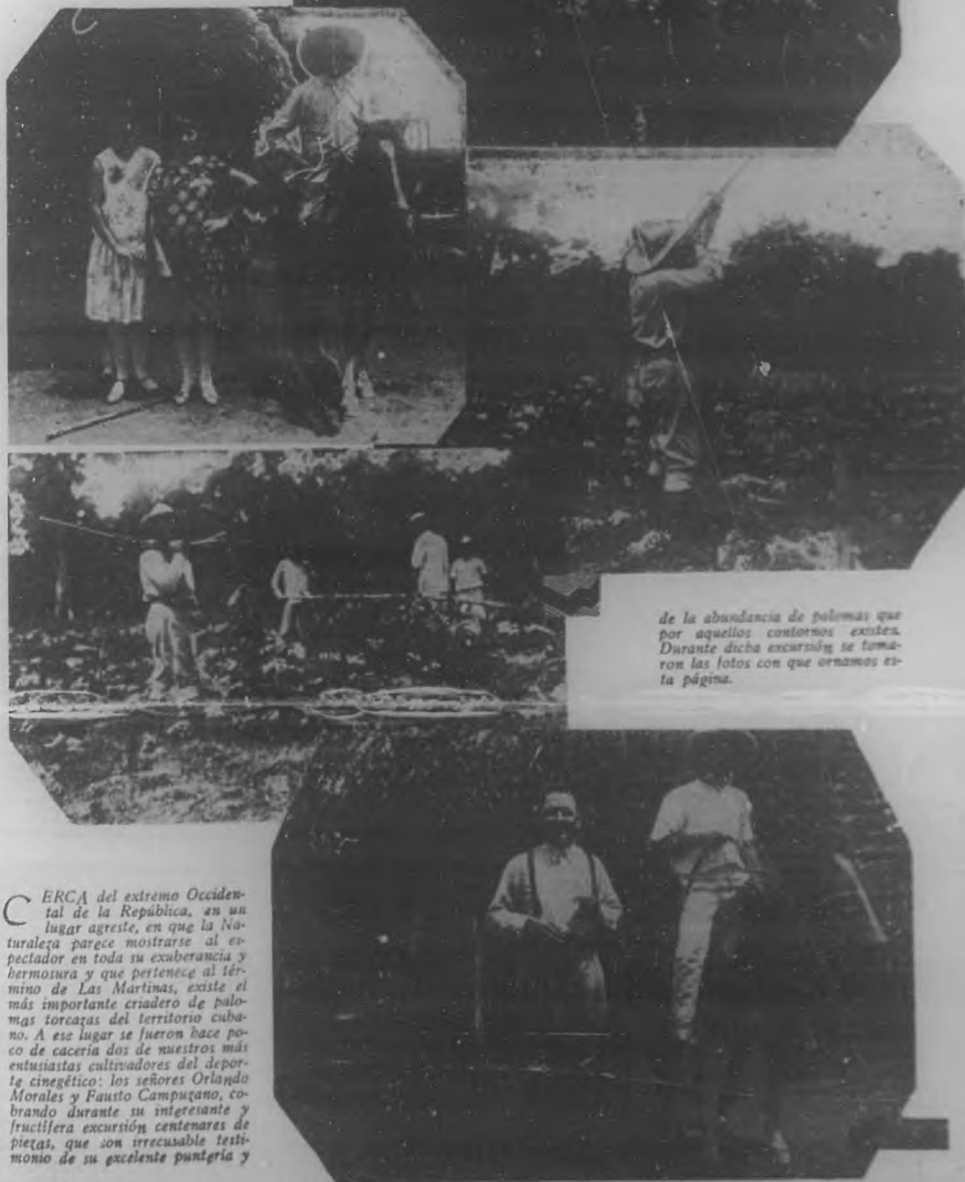 CERCA del extremo Occiden-
tal de la República, en un
lugar agreste, en que la Na-
turaleza parece mostrarse al es-
pectador en toda su exuberancia y
hermosura y que pertenece al tér-
mino de Las Martinas, existe el
más importante criadero de palo-
mas torcazas del territorio cuba-
no. A ese lugar se fueron hace po-
co de cacería dos de nuestros más
entusiastas cultivadores del depor-
te cinegético: los señores Orlando
Morales y Fausto Campuzano, co-
brando durante su interesante y
fructífera excursión centenares de
piezas, que son irrecusable testi-
monio de su excelente puntería y
de la abundancia de palomas que
por aquellos contornos existen.
Durante dicha excursión se toma-
ron las fotos con que ornamos es-
ta página.